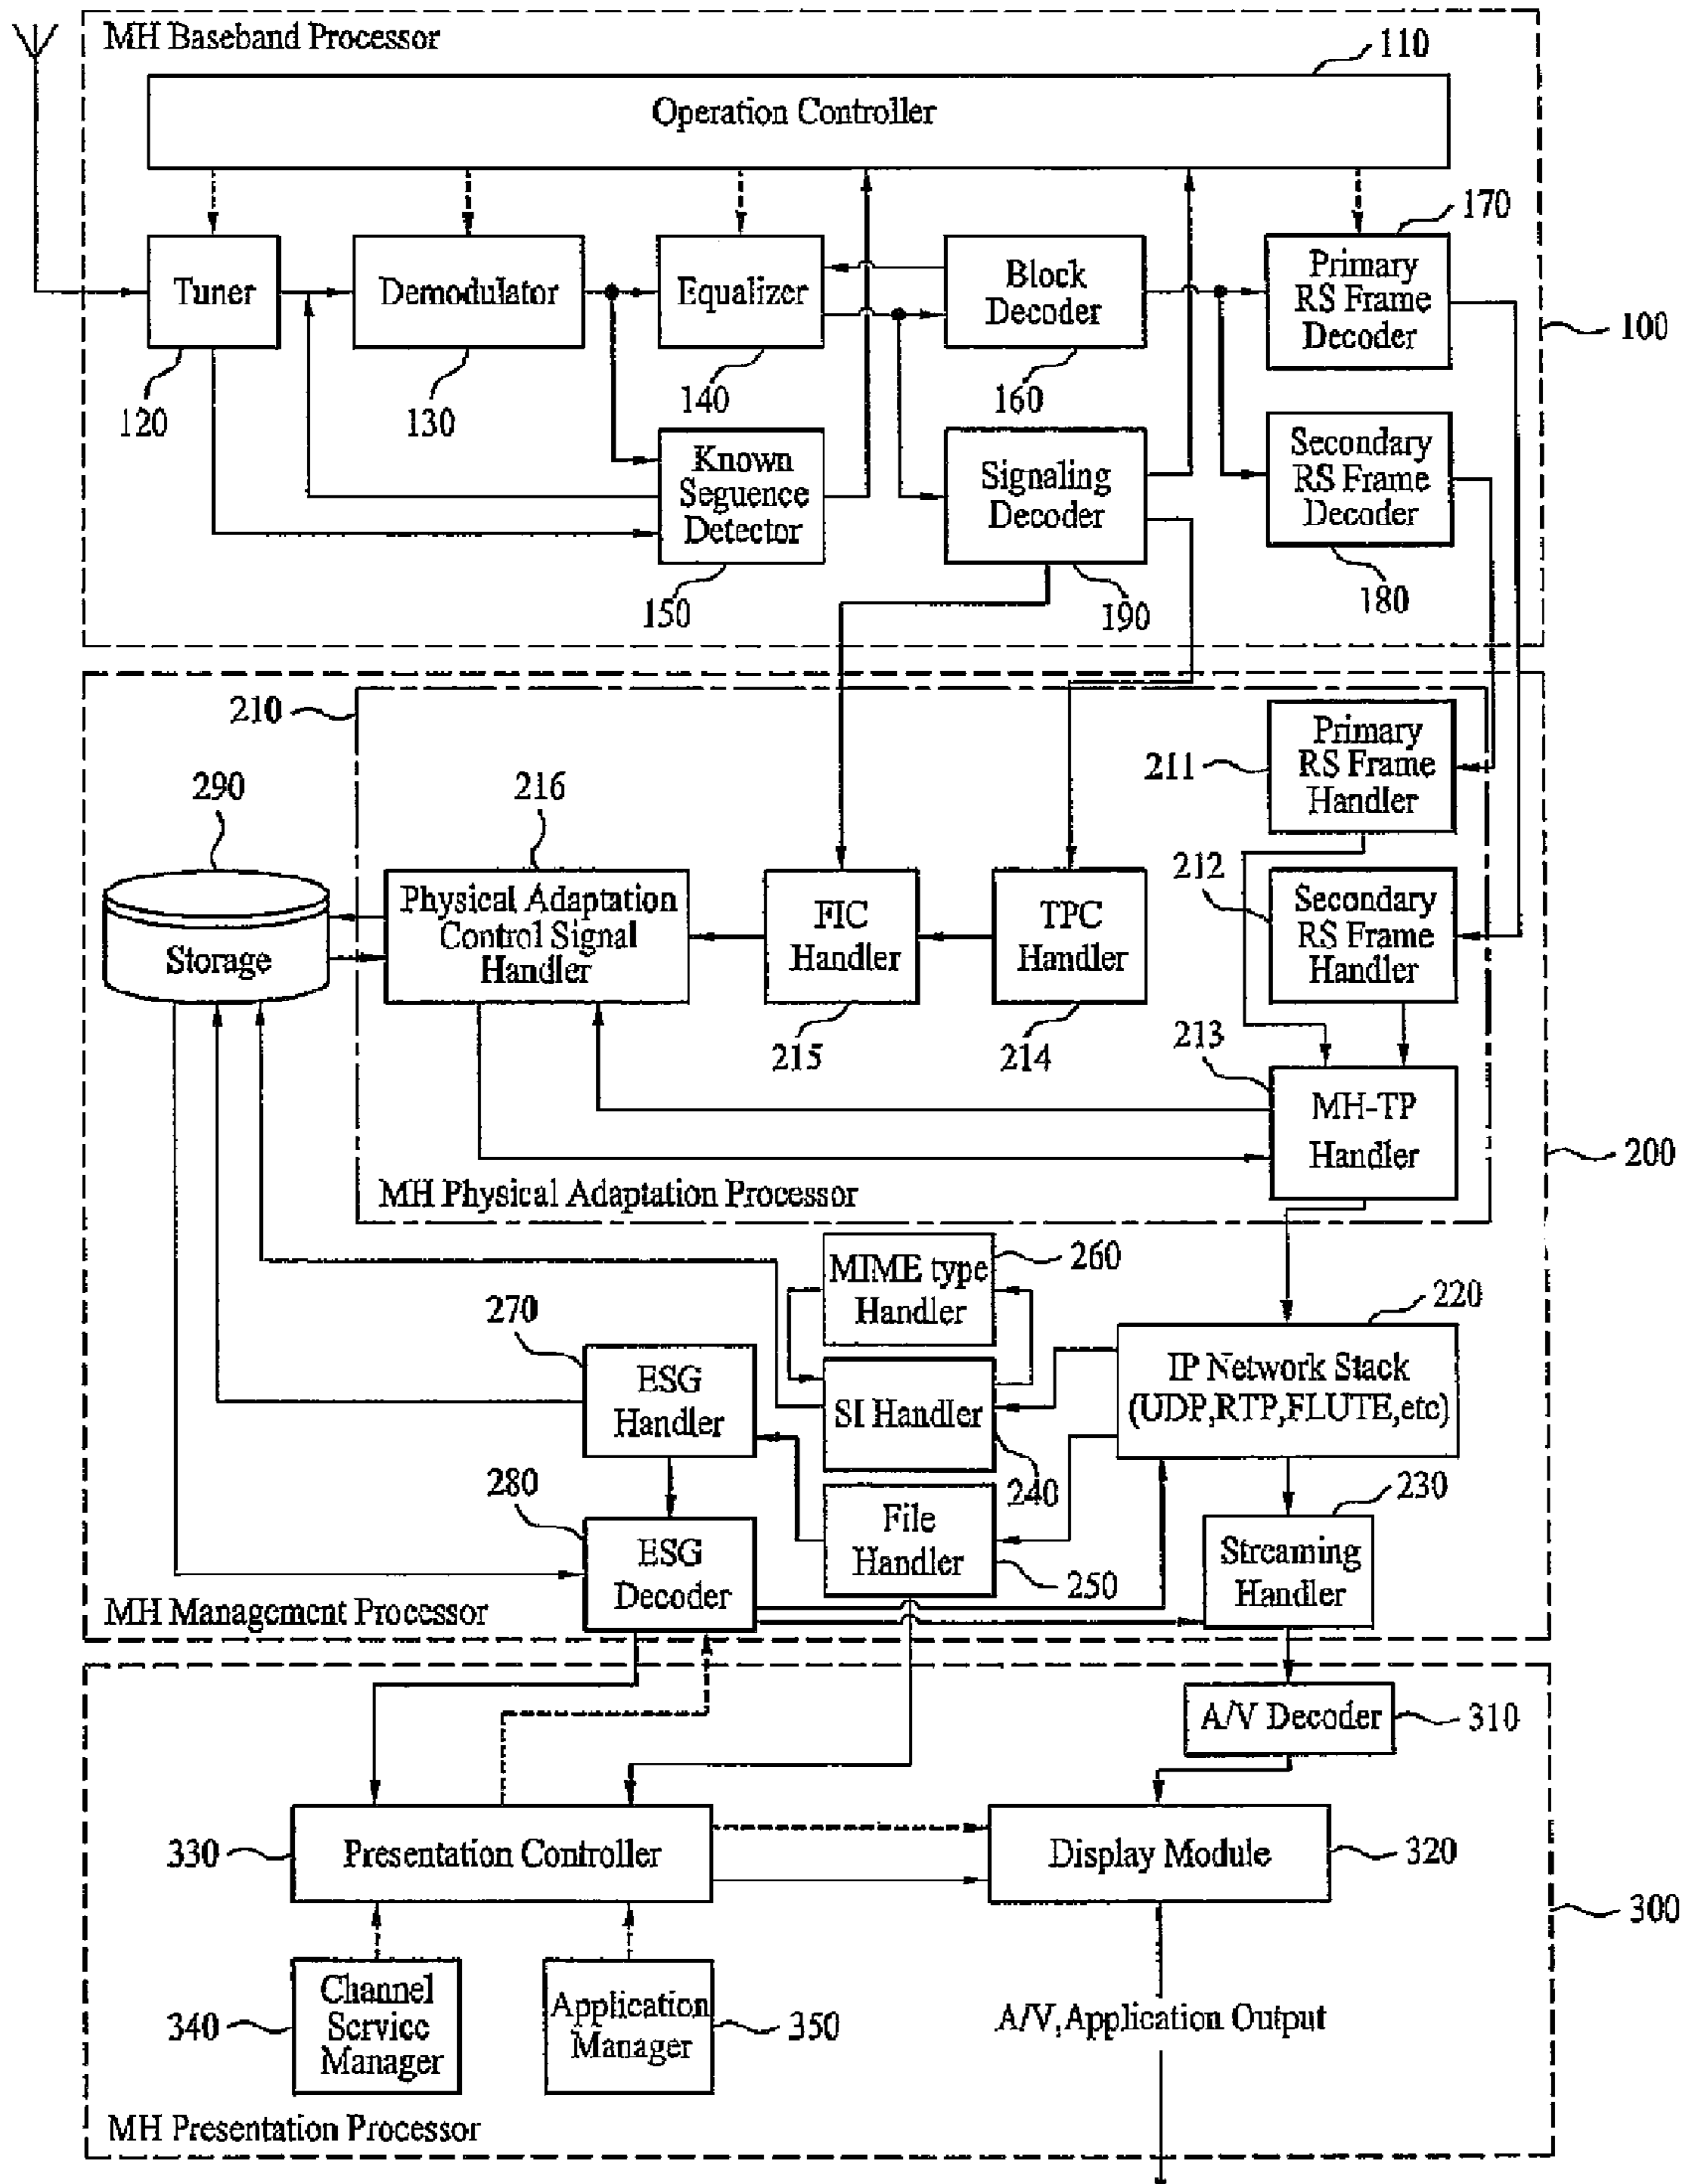 MH Baseband Processor
110
Operation Controller
170
Tuner
Demodulator
Equalizer
Block
Decoder
Primary
RS Frame
Decoder
100
120
130
140
160
Known
Seguence
Detector
Signaling
Decoder
Secondary
RS Frame
Decoder
150
190
180
210
Primary
RS Frame
Handler
211
290
216
212
Storage
Physical Adaptation
Control Signal
Handler
FIC
Handler
TPC
Handler
Secondary
RS Frame
Handler
215
214
213
MH-TP
Handler
200
MH Physical Adaptation Processor
MIME type
Handler
260
270
220
ESG
Handler
SI Handler
IP Network Stack
(UDP,RTP,FLUTE,etc)
280
240
230
ESG
Decoder
File
Handler
250
Streaming
Handler
MH Management Processor
A/V Decoder
310
330
Presentation Controller
Display Module
320
300
340
Channel
Service
Manager
Application
Manager
350
A/V,Application Output
MH Presentation Processor